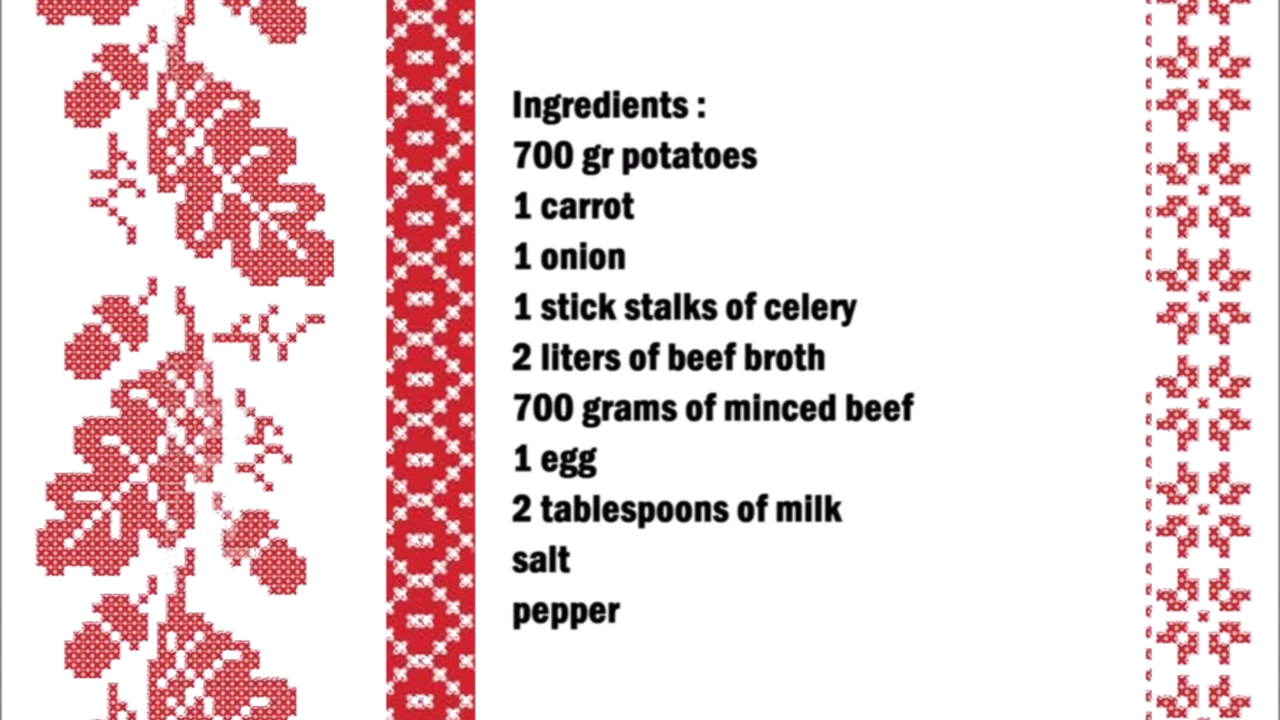 Ingredients :
700 gr potatoes
1 carrot
1 onion
1 stick stalks of celery
2 liters of beef broth
700 grams of minced beef
1 egg
2 tablespoons of milk
salt
pepper